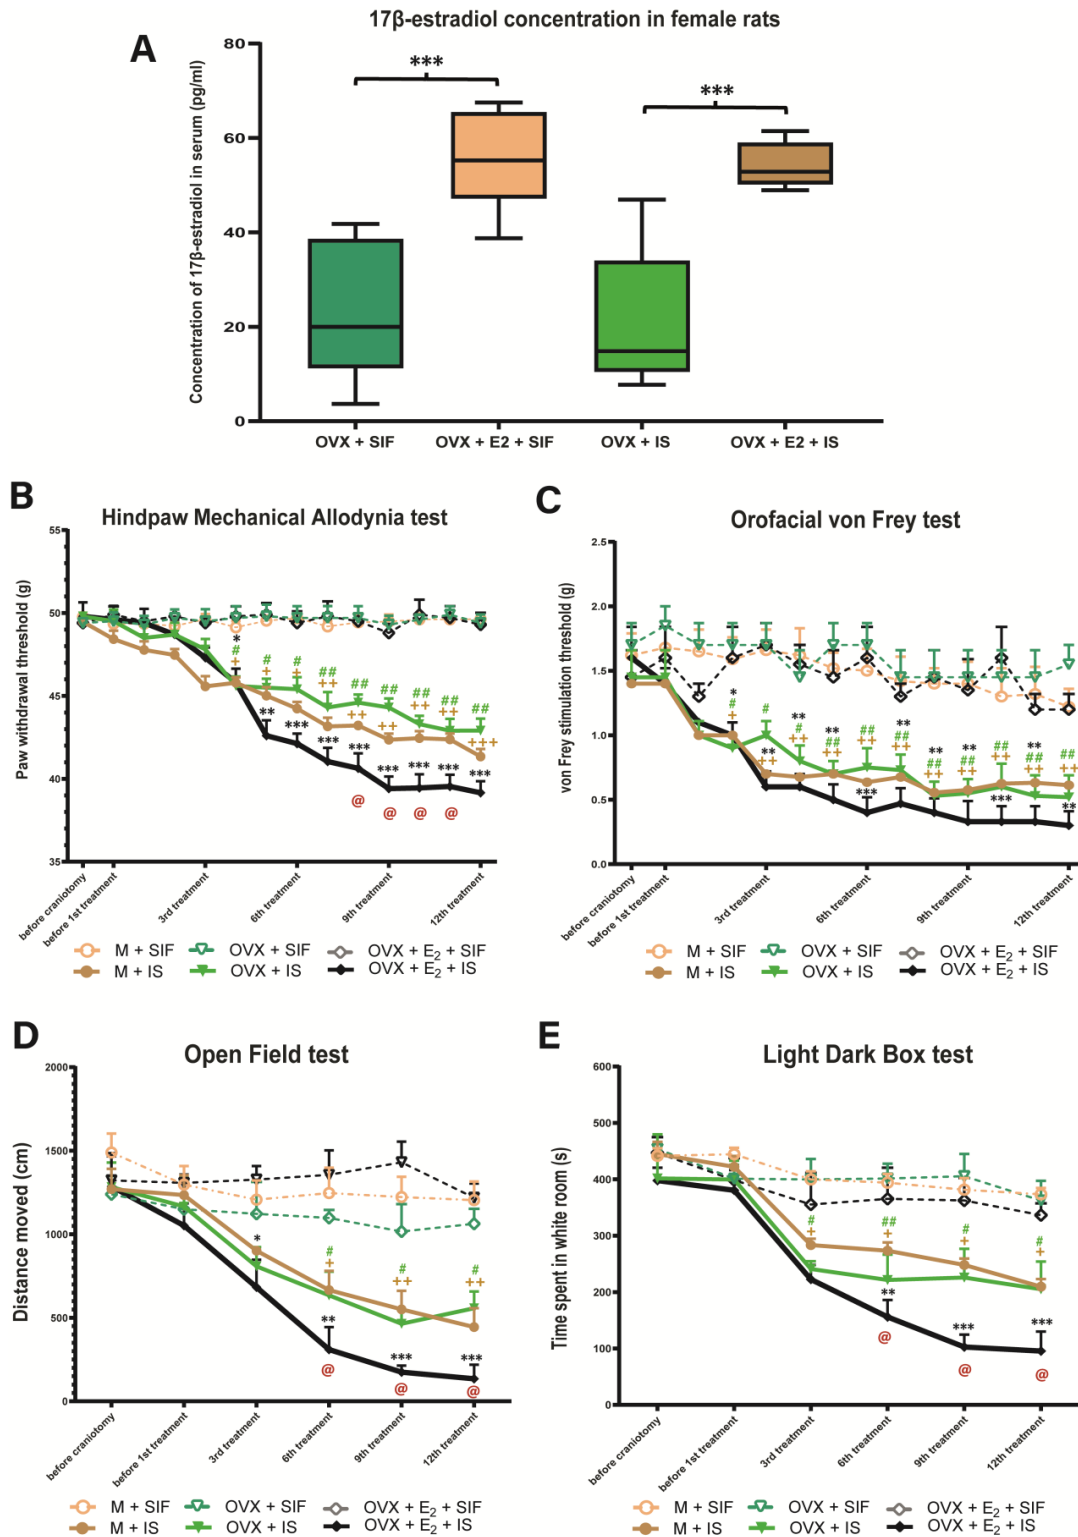 17β-estradiol concentration in female rats
A
Concentration of 17β-estradiol in serum (pg/ml)
80
60
40
20
0
***
***
OVX + SIF
OVX + E2 + SIF
OVX + IS
OVX + E2 + IS
B
Hindpaw Mechanical Allodynia test
Paw withdrawal threshold (g)
55
50
45
40
35
*
#
+
#
+
#
+
##
++
##
++
##
++
##
++
##
++
##
+++
**
***
***
***
***
***
***
***
@
@
@
@
before craniotomy
before 1st treatment
3rd treatment
6th treatment
9th treatment
12th treatment
M + SIF
OVX + SIF
OVX + E₂ + SIF
M + IS
OVX + IS
OVX + E₂ + IS
C
Orofacial von Frey test
von Frey stimulation threshold (g)
2.5
2.0
1.5
1.0
0.5
0.0
*
#
+
#
**
++
**
#
++
**
##
++
##
++
***
**
##
++
**
##
++
**
##
++
##
++
***
**
##
++
##
++
**
before craniotomy
before 1st treatment
3rd treatment
6th treatment
9th treatment
12th treatment
M + SIF
OVX + SIF
OVX + E₂ + SIF
M + IS
OVX + IS
OVX + E₂ + IS
D
Open Field test
Distance moved (cm)
2000
1500
1000
500
0
*
#
+
**
@
#
++
***
@
#
++
***
@
before craniotomy
before 1st treatment
3rd treatment
6th treatment
9th treatment
12th treatment
M + SIF
OVX + SIF
OVX + E₂ + SIF
M + IS
OVX + IS
OVX + E₂ + IS
E
Light Dark Box test
Time spent in white room (s)
600
500
400
300
200
100
0
#
+
##
+
**
@
#
+
***
@
#
+
***
@
before craniotomy
before 1st treatment
3rd treatment
6th treatment
9th treatment
12th treatment
M + SIF
OVX + SIF
OVX + E₂ + SIF
M + IS
OVX + IS
OVX + E₂ + IS